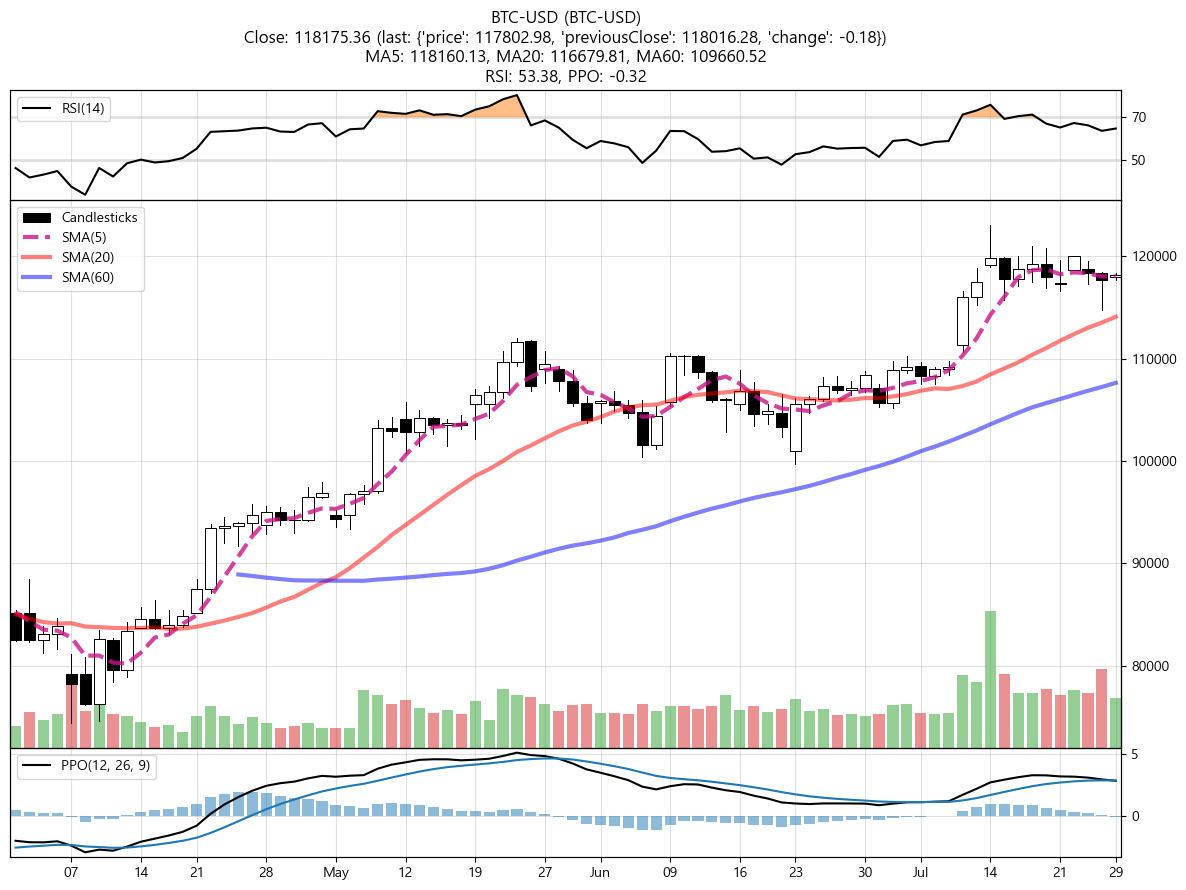 BTC-USD (BTC-USD)
Close: 118175.36 (last: {'price': 117802.98, 'previousClose': 118016.28, 'change': -0.18})
MA5: 118160.13, MA20: 116679.81, MA60: 109660.52
RSI: 53.38, PPO: -0.32
RSI(14)
70
50
Candlesticks
SMA(5)
SMA(20)
SMA(60)
120000
110000
100000
90000
80000
PPO(12, 26, 9)
5
0
07 14 21 28 May 12 19 27 Jun 09 16 23 30 Jul 14 21 29